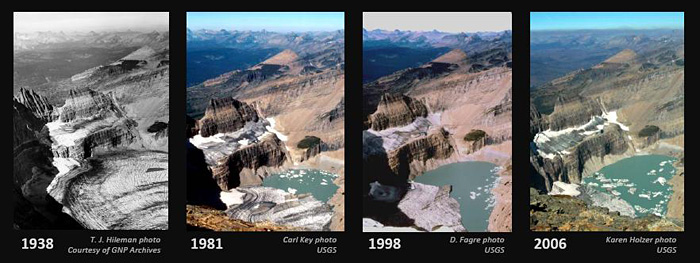 1938
T. J. Hileman photo
Courtesy of GNP Archives
1981
Carl Key photo
USGS
1998
D. Fagre photo
USGS
2006
Karen Holzer photo
USGS